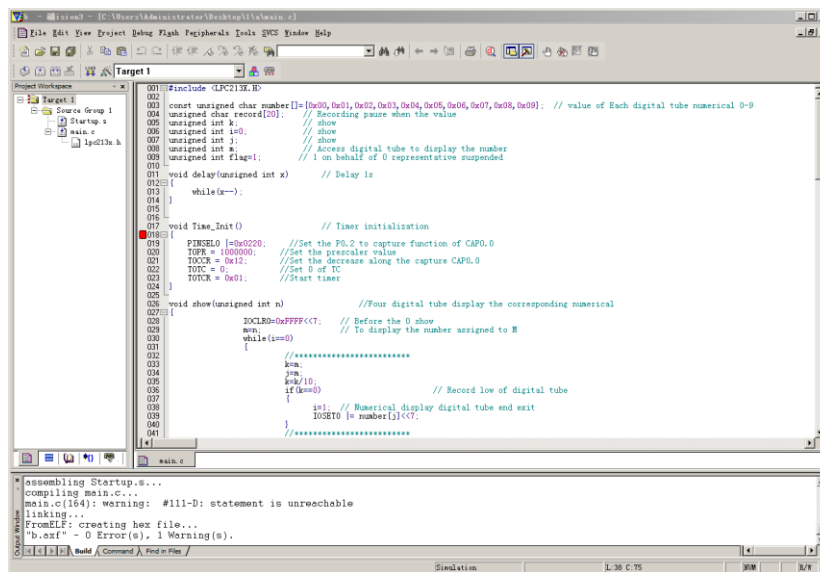 b - µVision3 - [C:\Users\Administrator\Desktop\1\a\main.c]
File Edit View Project Debug Flash Peripherals Tools SVCS Window Help
Target 1
Project Workspace
Target 1
Source Group 1
Startup.s
main.c
lpc213x.h
001 #include <LPC213X.H>
002
003 const unsigned char number[]={0x00,0x01,0x02,0x03,0x04,0x05,0x06,0x07,0x08,0x09}; // value of Each digital tube numerical 0-9
004 unsigned char record[20]; // Recording pause when the value
005 unsigned int k; // show
006 unsigned int i=0; // show
007 unsigned int j; // show
008 unsigned int m; // Access digital tube to display the number
009 unsigned int flag=1; // 1 on behalf of 0 representative suspended
010
011 void delay(unsigned int x) // Delay 1s
012 {
013 while(x--);
014 }
015
016
017 void Time_Init() // Timer initialization
018 {
019 PINSEL0 |=0x0220; //Set the P0.2 to capture function of CAP0.0
020 T0PR = 1000000; //Set the prescaler value
021 T0CCR = 0x12; //Set the decrease along the capture CAP0.0
022 T0TC = 0; //Set 0 of TC
023 T0TCR = 0x01; //Start timer
024 }
025
026 void show(unsigned int n) //Four digital tube display the corresponding numerical
027 {
028 IOCLR0=0xFFFF<<7; // Before the 0 show
029 m=n; // To display the number assigned to M
030 while(i==0)
031 {
032 //*************************
033 k=m;
034 j=m;
035 k=k/10;
036 if(k==0) // Record low of digital tube
037 {
038 i=1; // Numerical display digital tube end exit
039 IOSET0 |= number[j]<<7;
040 }
041 //*************************
main.c
assembling Startup.s...
compiling main.c...
main.c(164): warning: #111-D: statement is unreachable
linking...
FromELF: creating hex file...
"b.axf" - 0 Error(s), 1 Warning(s).
Output Window
Build Command Find in Files
Simulation L:38 C:75 NUM R/W